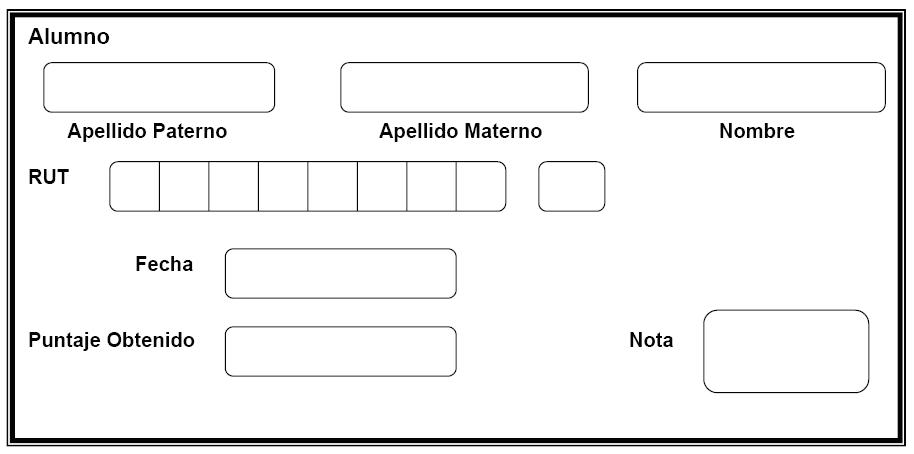 Alumno
Apellido Paterno Apellido Materno Nombre
RUT
Fecha
Puntaje Obtenido Nota